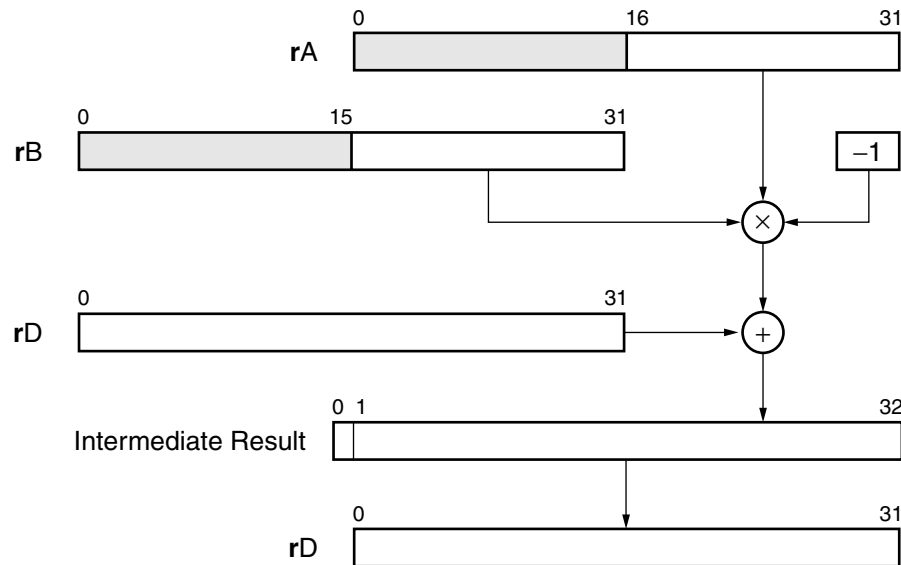 0 16 31
rA
0 15 31
rB −1
×
0 31
rD +
0 1 32
Intermediate Result
0 31
rD